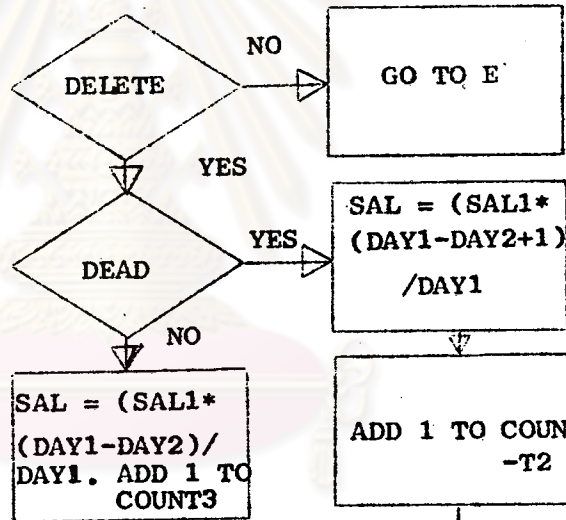 DELETE
NO
GO TO E
YES
DEAD
YES
SAL = (SAL1*
(DAY1-DAY2+1)
/DAY1
NO
SAL = (SAL1*
(DAY1-DAY2)/
DAY1. ADD 1 TO
COUNT3
ADD 1 TO COUN
-T2